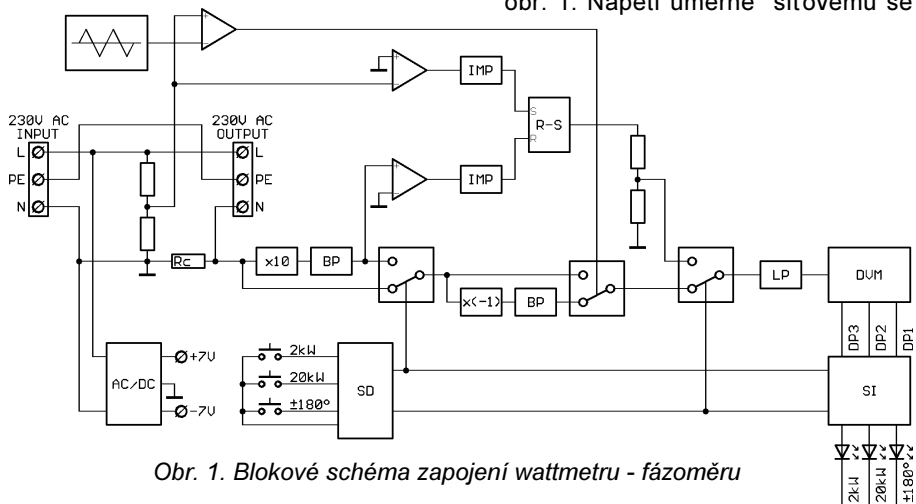 obr. 1. Napětí úměrné síťovému se
IMP
230V AC
INPUT
230V AC
OUTPUT
S
R-S
R
L
L
PE
PE
IMP
N
N
Rc
x10
BP
LP
DVM
x(-1)
BP
DP3
DP2
DP1
AC/DC
+7V
-7V
2kW
20kW
±180°
SD
SI
2kW
20kW
±180°
Obr. 1. Blokové schéma zapojení wattmetru - fázoměru